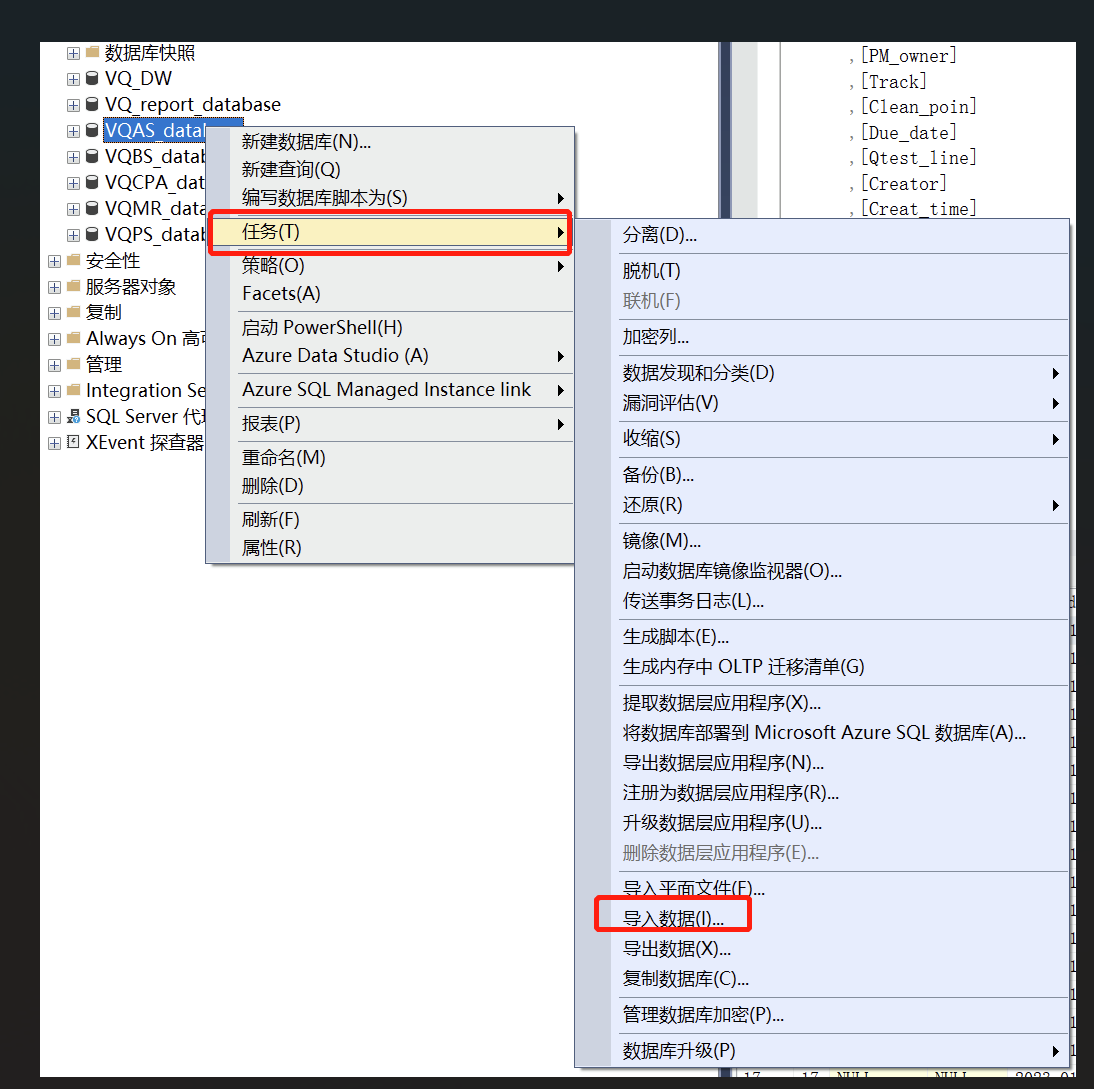 数据库快照
VQ_DW
VQ_report_database
VQAS_datab
VQBS_datab
VQCPA_dat
VQMR_data
VQPS_datab
安全性
服务器对象
复制
Always On 高可
管理
Integration Se
SQL Server 代理
XEvent 探查器
新建数据库(N)...
新建查询(Q)
编写数据库脚本为(S)
任务(T)
策略(O)
Facets(A)
启动 PowerShell(H)
Azure Data Studio (A)
Azure SQL Managed Instance link
报表(P)
重命名(M)
删除(D)
刷新(F)
属性(R)
,[PM_owner]
,[Track]
,[Clean_poin]
,[Due_date]
,[Qtest_line]
,[Creator]
,[Creat_time]
分离(D)...
脱机(T)
联机(F)
加密列...
数据发现和分类(D)
漏洞评估(V)
收缩(S)
备份(B)...
还原(R)
镜像(M)...
启动数据库镜像监视器(O)...
传送事务日志(L)...
生成脚本(E)...
生成内存中 OLTP 迁移清单(G)
提取数据层应用程序(X)...
将数据库部署到 Microsoft Azure SQL 数据库(A)...
导出数据层应用程序(N)...
注册为数据层应用程序(R)...
升级数据层应用程序(U)...
删除数据层应用程序(E)...
导入平面文件(F)...
导入数据(I)...
导出数据(X)...
复制数据库(C)...
管理数据库加密(P)...
数据库升级(P)
17 17 NULL NULL 2023-01